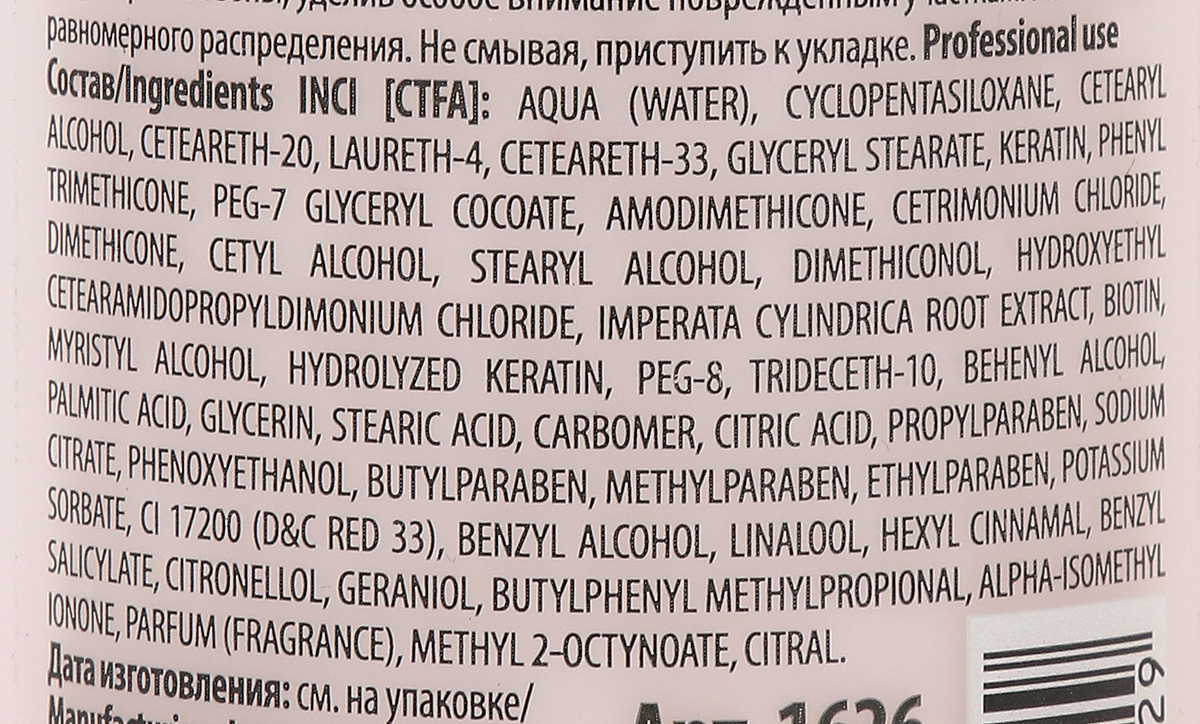 особое внимание
равномерного распределения. Не смывая, приступить к укладке. Professional use
Состав/Ingredients INCI [CTFA]: AQUA (WATER), CYCLOPENTASILOXANE, CETEARYL
ALCOHOL, CETEARETH-20, LAURETH-4, CETEARETH-33, GLYCERYL STEARATE, KERATIN, PHENYL
TRIMETHICONE, PEG-7 GLYCERYL COCOATE, AMODIMETHICONE, CETRIMONIUM CHLORIDE,
DIMETHICONE, CETYL ALCOHOL, STEARYL ALCOHOL, DIMETHICONOL, HYDROXYETHYL
CETEARAMIDOPROPYLDIMONIUM CHLORIDE, IMPERATA CYLINDRICA ROOT EXTRACT, BIOTIN,
MYRISTYL ALCOHOL, HYDROLYZED KERATIN, PEG-8, TRIDECETH-10, BEHENYL ALCOHOL,
PALMITIC ACID, GLYCERIN, STEARIC ACID, CARBOMER, CITRIC ACID, PROPYLPARABEN, SODIUM
CITRATE, PHENOXYETHANOL, BUTYLPARABEN, METHYLPARABEN, ETHYLPARABEN, POTASSIUM
SORBATE, CI 17200 (D&C RED 33), BENZYL ALCOHOL, LINALOOL, HEXYL CINNAMAL, BENZYL
SALICYLATE, CITRONELLOL, GERANIOL, BUTYLPHENYL METHYLPROPIONAL, ALPHA-ISOMETHYL
IONONE, PARFUM (FRAGRANCE), METHYL 2-OCTYNOATE, CITRAL.
Дата изготовления: см. на упаковке/
Арт. 1626
29